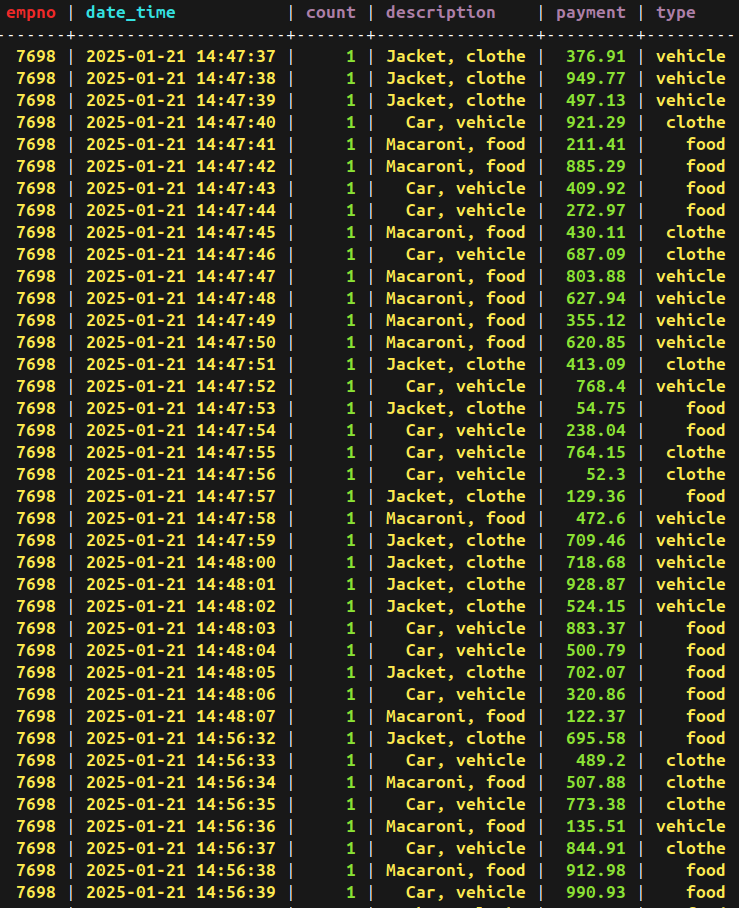 empno | date_time | count | description | payment | type
-------+---------------------+-------+----------------+---------+---------
7698 | 2025-01-21 14:47:37 | 1 | Jacket, clothe | 376.91 | vehicle
7698 | 2025-01-21 14:47:38 | 1 | Jacket, clothe | 949.77 | vehicle
7698 | 2025-01-21 14:47:39 | 1 | Jacket, clothe | 497.13 | vehicle
7698 | 2025-01-21 14:47:40 | 1 | Car, vehicle | 921.29 | clothe
7698 | 2025-01-21 14:47:41 | 1 | Macaroni, food | 211.41 | food
7698 | 2025-01-21 14:47:42 | 1 | Macaroni, food | 885.29 | food
7698 | 2025-01-21 14:47:43 | 1 | Car, vehicle | 409.92 | food
7698 | 2025-01-21 14:47:44 | 1 | Car, vehicle | 272.97 | food
7698 | 2025-01-21 14:47:45 | 1 | Macaroni, food | 430.11 | clothe
7698 | 2025-01-21 14:47:46 | 1 | Car, vehicle | 687.09 | clothe
7698 | 2025-01-21 14:47:47 | 1 | Macaroni, food | 803.88 | vehicle
7698 | 2025-01-21 14:47:48 | 1 | Macaroni, food | 627.94 | vehicle
7698 | 2025-01-21 14:47:49 | 1 | Macaroni, food | 355.12 | vehicle
7698 | 2025-01-21 14:47:50 | 1 | Macaroni, food | 620.85 | vehicle
7698 | 2025-01-21 14:47:51 | 1 | Jacket, clothe | 413.09 | clothe
7698 | 2025-01-21 14:47:52 | 1 | Car, vehicle | 768.4 | vehicle
7698 | 2025-01-21 14:47:53 | 1 | Jacket, clothe | 54.75 | food
7698 | 2025-01-21 14:47:54 | 1 | Car, vehicle | 238.04 | food
7698 | 2025-01-21 14:47:55 | 1 | Car, vehicle | 764.15 | clothe
7698 | 2025-01-21 14:47:56 | 1 | Car, vehicle | 52.3 | clothe
7698 | 2025-01-21 14:47:57 | 1 | Jacket, clothe | 129.36 | food
7698 | 2025-01-21 14:47:58 | 1 | Macaroni, food | 472.6 | vehicle
7698 | 2025-01-21 14:47:59 | 1 | Jacket, clothe | 709.46 | vehicle
7698 | 2025-01-21 14:48:00 | 1 | Jacket, clothe | 718.68 | vehicle
7698 | 2025-01-21 14:48:01 | 1 | Jacket, clothe | 928.87 | vehicle
7698 | 2025-01-21 14:48:02 | 1 | Jacket, clothe | 524.15 | vehicle
7698 | 2025-01-21 14:48:03 | 1 | Car, vehicle | 883.37 | food
7698 | 2025-01-21 14:48:04 | 1 | Car, vehicle | 500.79 | food
7698 | 2025-01-21 14:48:05 | 1 | Jacket, clothe | 702.07 | food
7698 | 2025-01-21 14:48:06 | 1 | Car, vehicle | 320.86 | food
7698 | 2025-01-21 14:48:07 | 1 | Macaroni, food | 122.37 | food
7698 | 2025-01-21 14:56:32 | 1 | Jacket, clothe | 695.58 | food
7698 | 2025-01-21 14:56:33 | 1 | Car, vehicle | 489.2 | clothe
7698 | 2025-01-21 14:56:34 | 1 | Macaroni, food | 507.88 | clothe
7698 | 2025-01-21 14:56:35 | 1 | Car, vehicle | 773.38 | clothe
7698 | 2025-01-21 14:56:36 | 1 | Macaroni, food | 135.51 | vehicle
7698 | 2025-01-21 14:56:37 | 1 | Car, vehicle | 844.91 | clothe
7698 | 2025-01-21 14:56:38 | 1 | Macaroni, food | 912.98 | food
7698 | 2025-01-21 14:56:39 | 1 | Car, vehicle | 990.93 | food